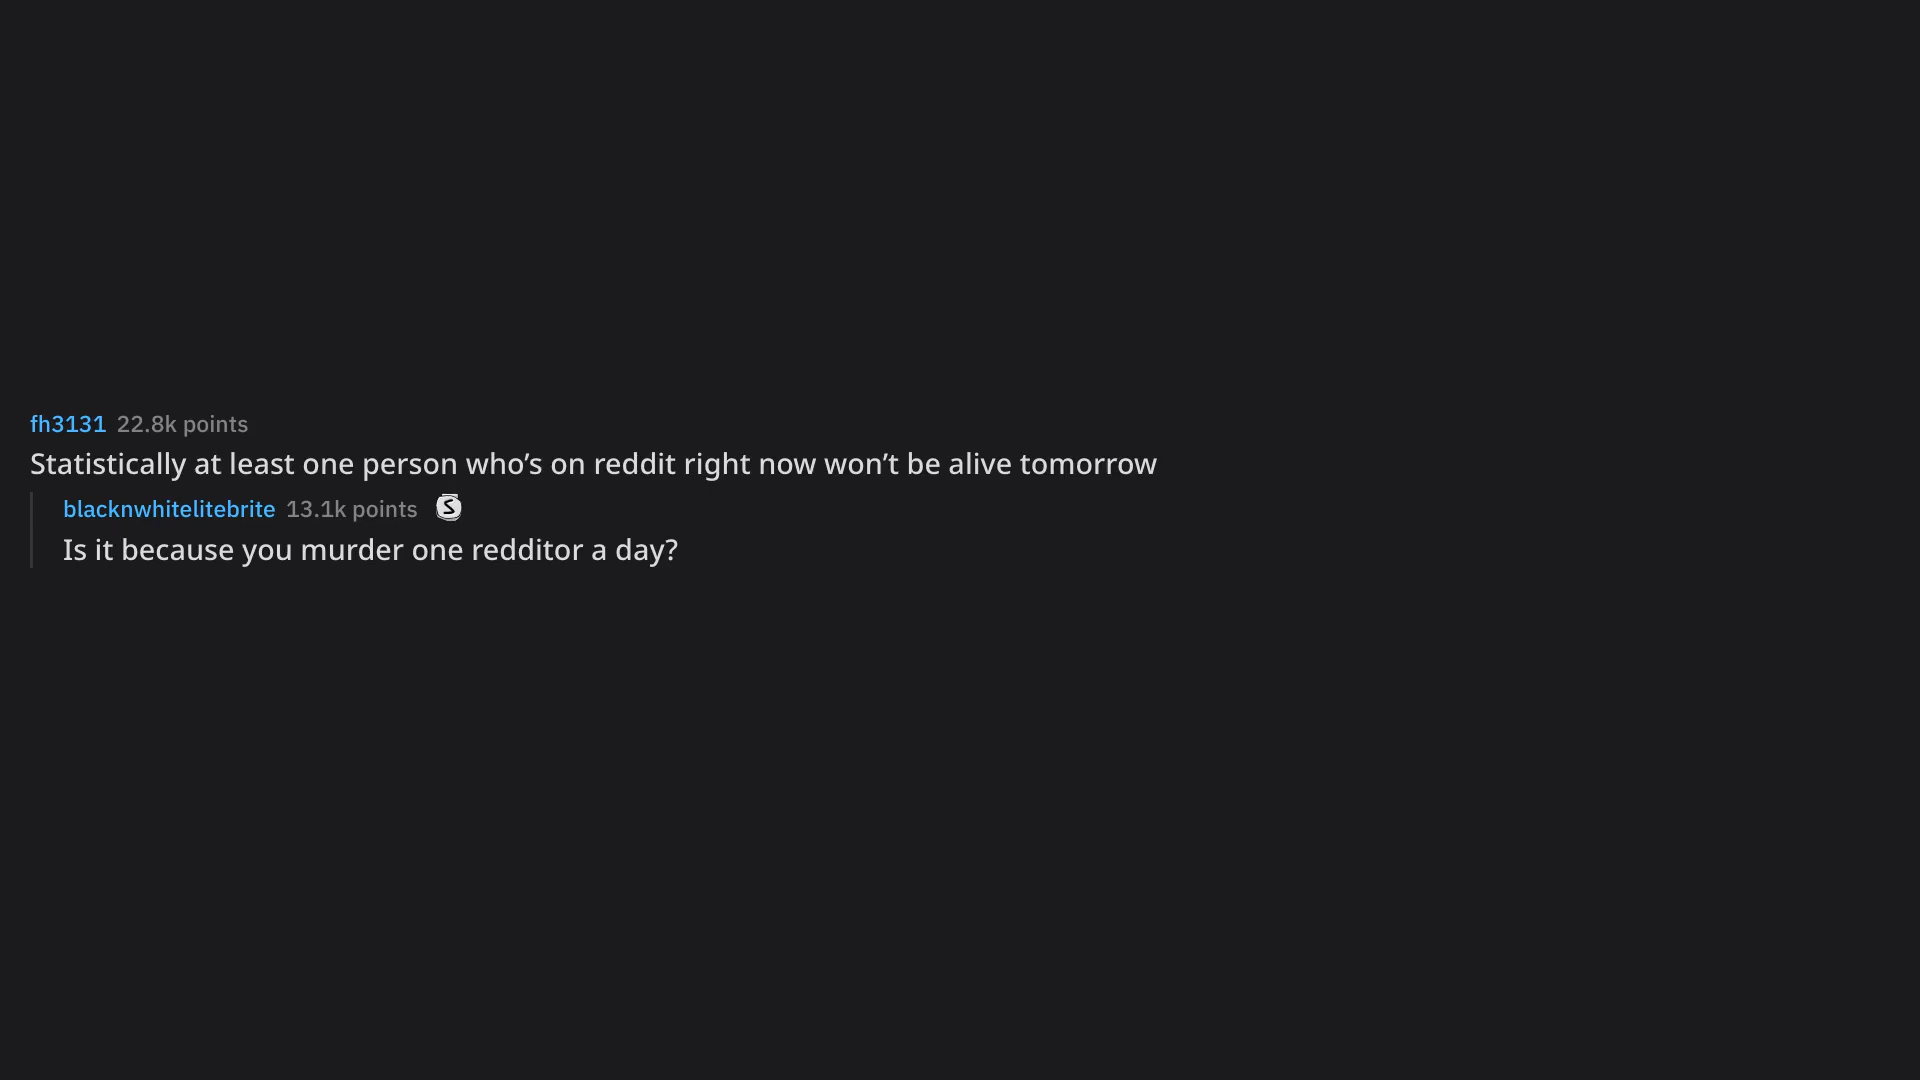 fh3131 22.8k points
Statistically at least one person who’s on reddit right now won’t be alive tomorrow
blacknwhitelitebrite 13.1k points S
Is it because you murder one redditor a day?